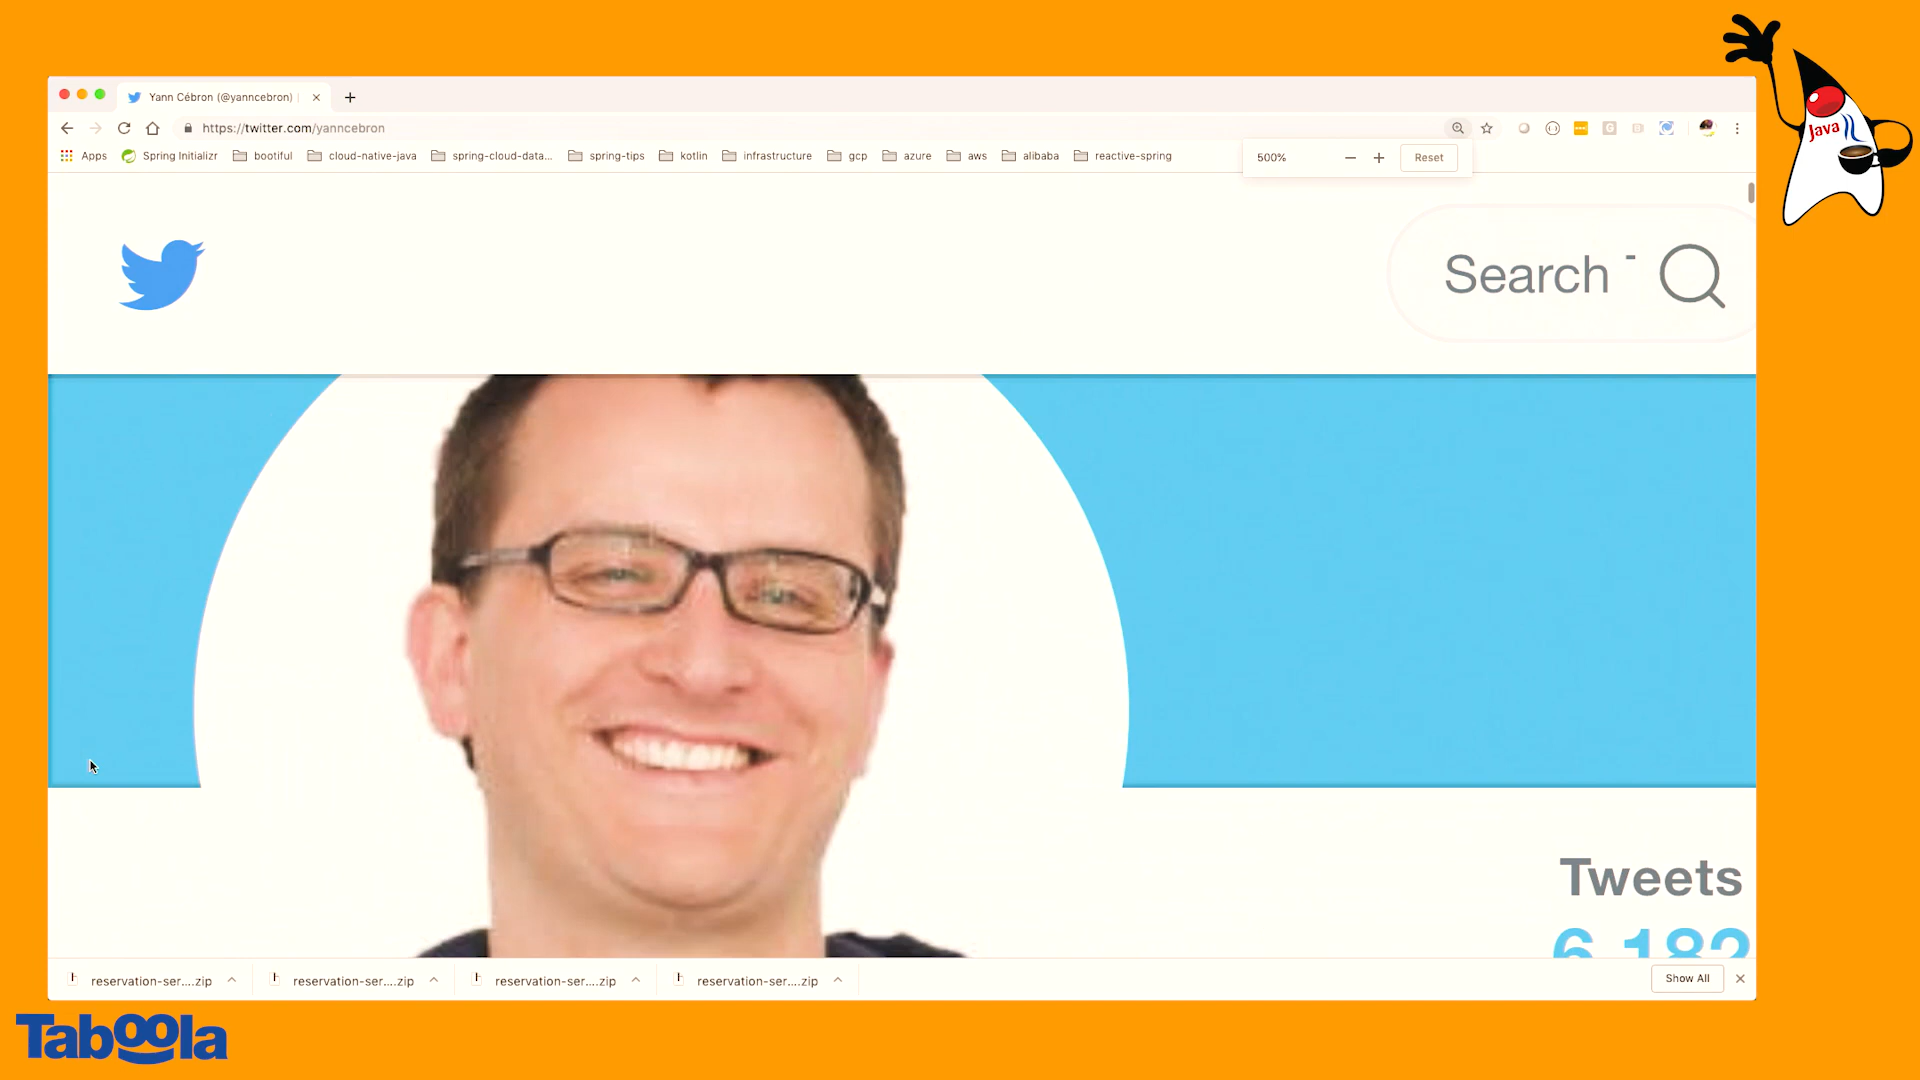 Java
Yann Cébron (@yanncebron)
https://twitter.com/yanncebron
Apps Spring Initializr bootiful cloud-native-java spring-cloud-data... spring-tips kotlin infrastructure gcp azure aws alibaba reactive-spring
500% Reset
Search
Tweets
6,182
reservation-ser....zip reservation-ser....zip reservation-ser....zip reservation-ser....zip Show All
Taboola